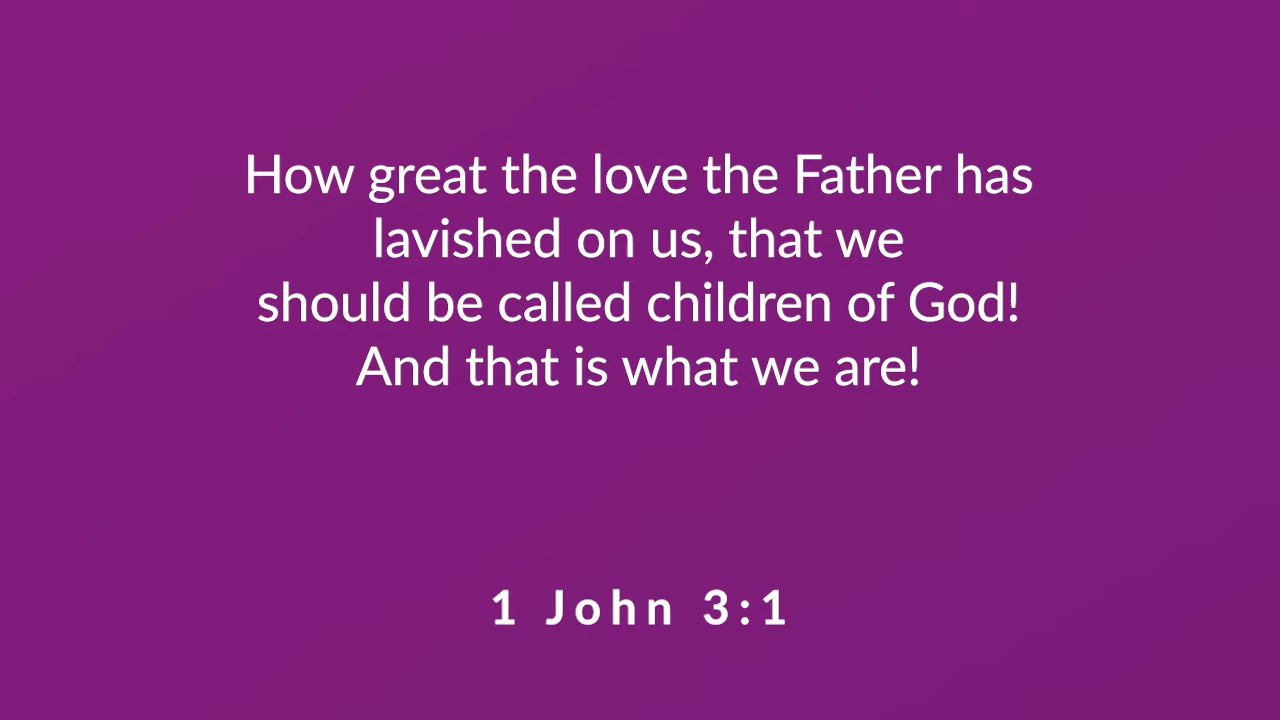 How great the love the Father has
lavished on us, that we
should be called children of God!
And that is what we are!
1 John 3:1